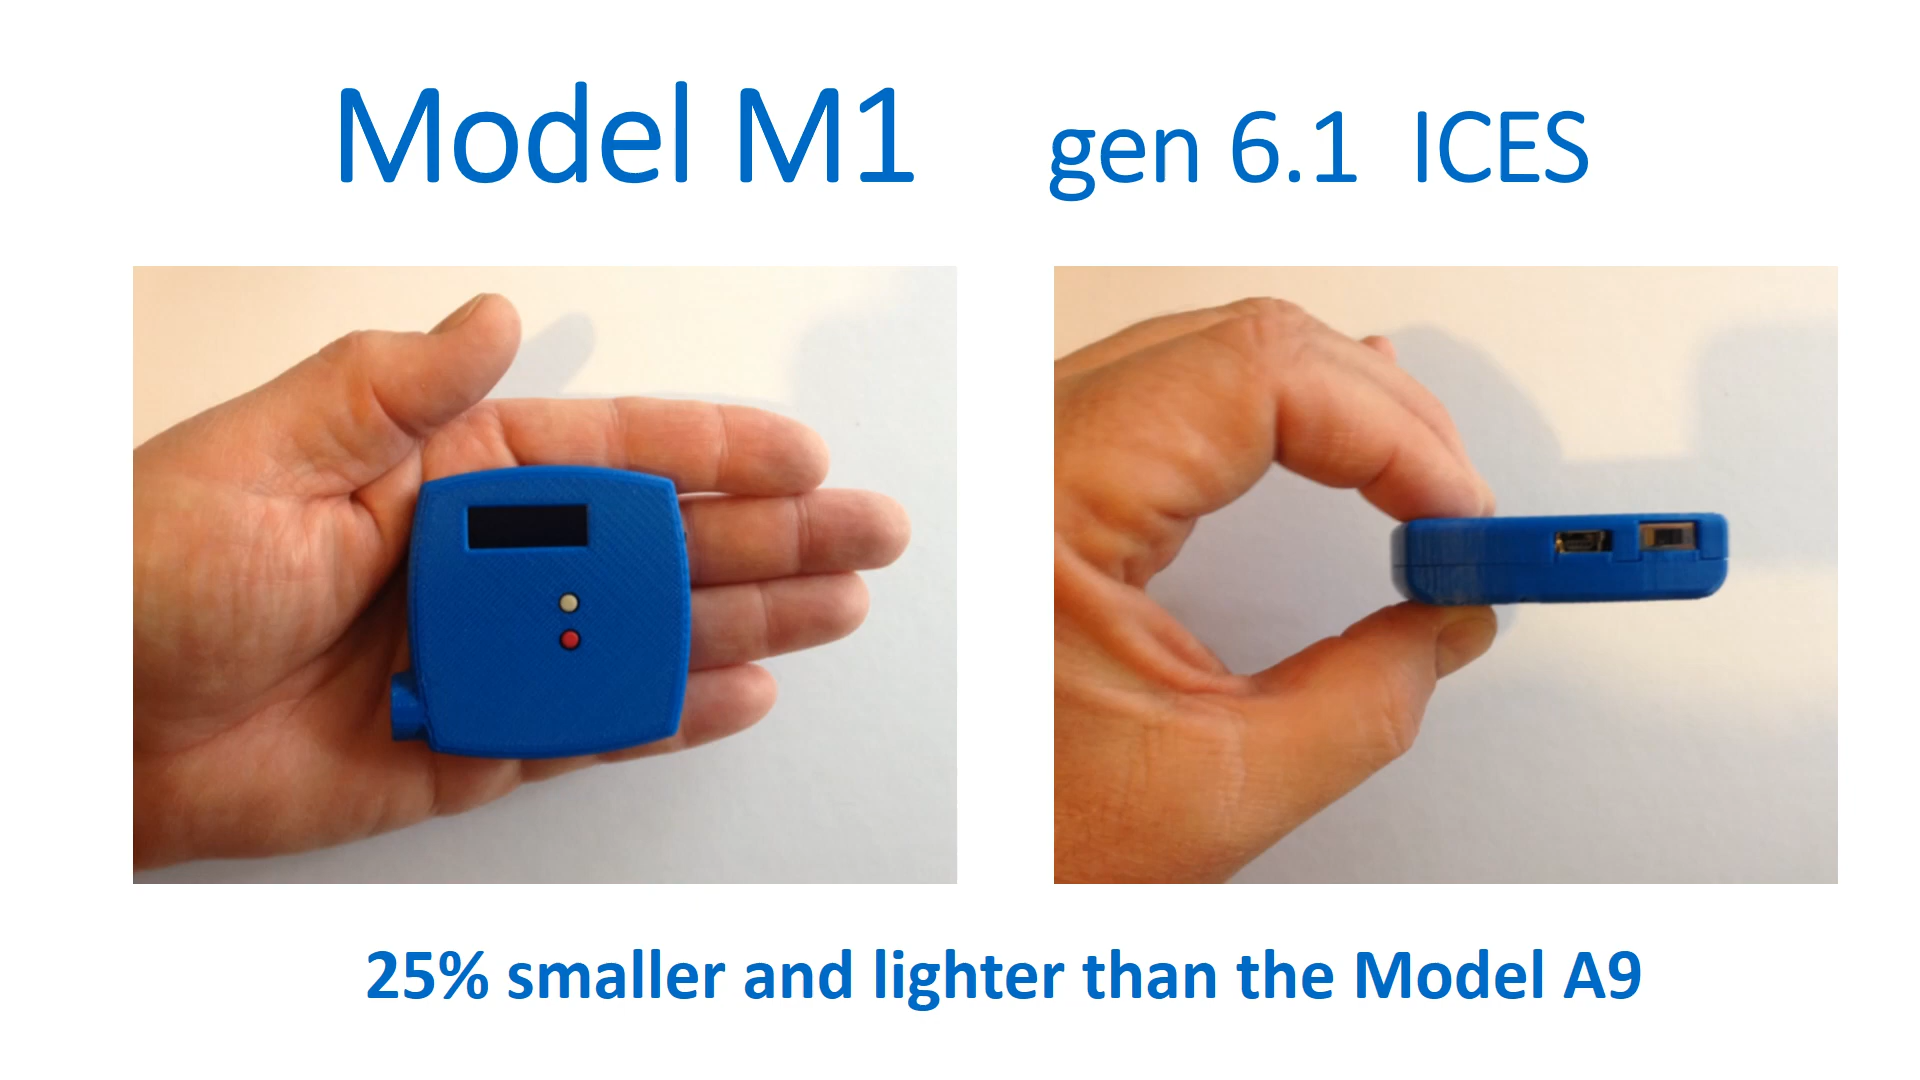 Model M1 gen 6.1 ICES
25% smaller and lighter than the Model A9